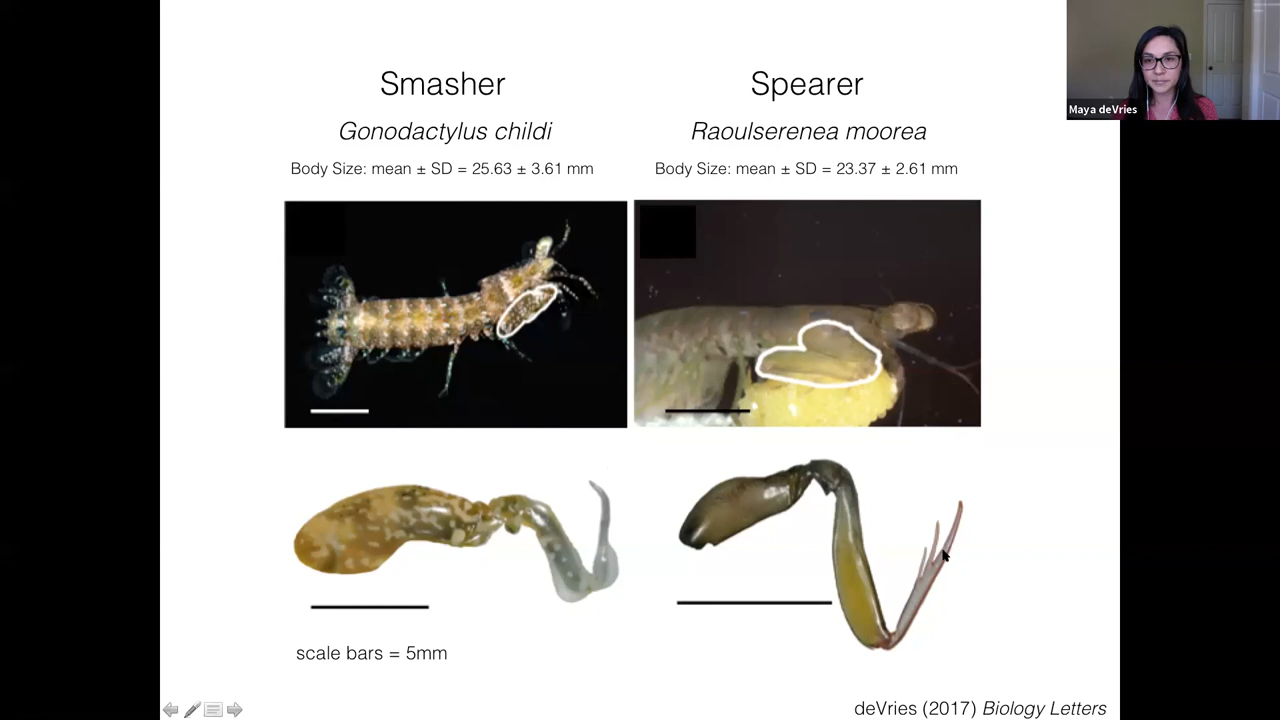 Smasher
Gonodactylus childi
Body Size: mean ± SD = 25.63 ± 3.61 mm
Spearer
Raoulserenea moorea
Body Size: mean ± SD = 23.37 ± 2.61 mm
Maya deVries
scale bars = 5mm
deVries (2017) Biology Letters